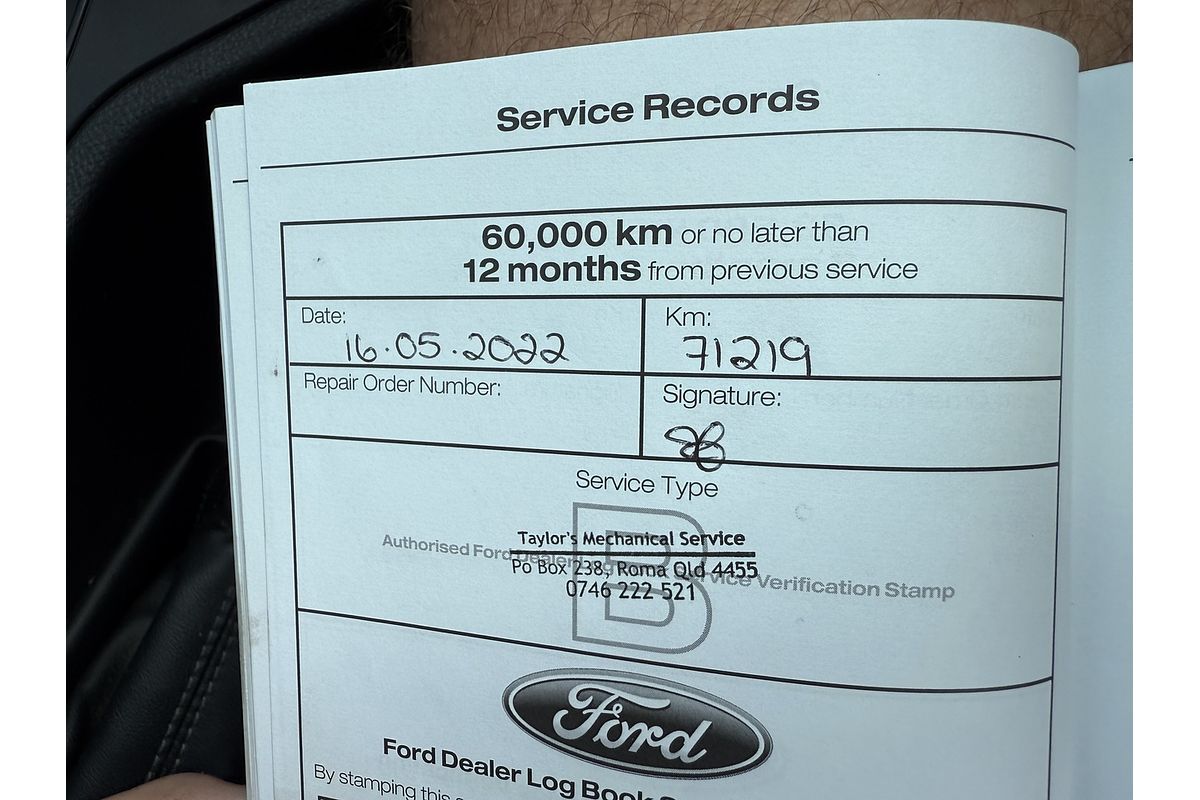 Service Records
60,000 km or no later than
12 months from previous service
Date:
16.05.2022
Km:
71219
Repair Order Number:
Signature:
Service Type
B
Taylor's Mechanical Service
Authorised Ford Dealer Service Verification Stamp
Po Box 238, Roma Qld 4455
0746 222 521
Ford
Ford Dealer Log Book
By stamping this